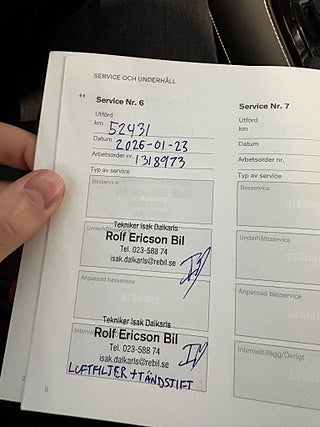 SERVICE OCH UNDERHÅLL
Service Nr. 6
Utförd
km 52431
Datum 2026-01-23
Arbetsorder nr. 1318973
Typ av service
Basservice
Underhållsservice
Tekniker Isak Dalkarls
Rolf Ericson Bil
Tel. 023-588 74
isak.dalkarls@rebil.se
Anpassad basservice
Tekniker Isak Dalkarls
Rolf Ericson Bil
Tel. 023-588 74
isak.dalkarls@rebil.se
LUFTFILTER + TÄNDSTIFT
8
Service Nr. 7
Utförd
km
Datum
Arbetsorder nr.
Typ av service
Basservice
Underhållsservice
Anpassad basservice
Intervalltillägg/Övrigt